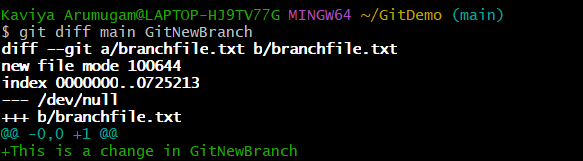 Kaviya Arumugam@LAPTOP-HJ9TV77G MINGW64 ~/GitDemo (main)
$ git diff main GitNewBranch
diff --git a/branchfile.txt b/branchfile.txt
new file mode 100644
index 0000000..0725213
--- /dev/null
+++ b/branchfile.txt
@@ -0,0 +1 @@
+This is a change in GitNewBranch